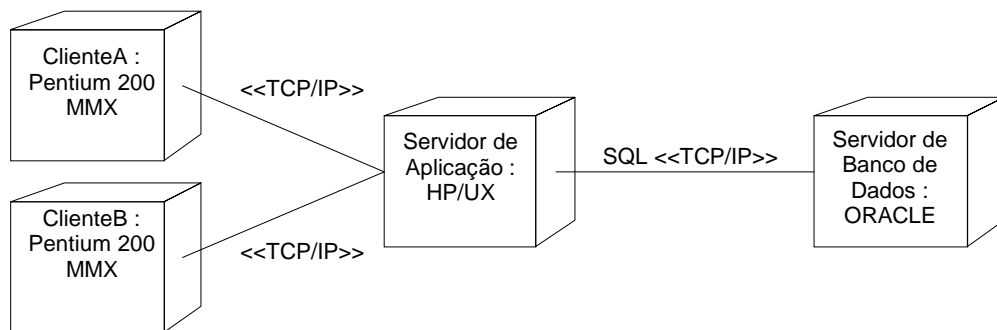 ClienteA :
Pentium 200
MMX
<<TCP/IP>>
Servidor de
Aplicação :
HP/UX
SQL <<TCP/IP>>
Servidor de
Banco de
Dados :
ORACLE
ClienteB :
Pentium 200
MMX
<<TCP/IP>>